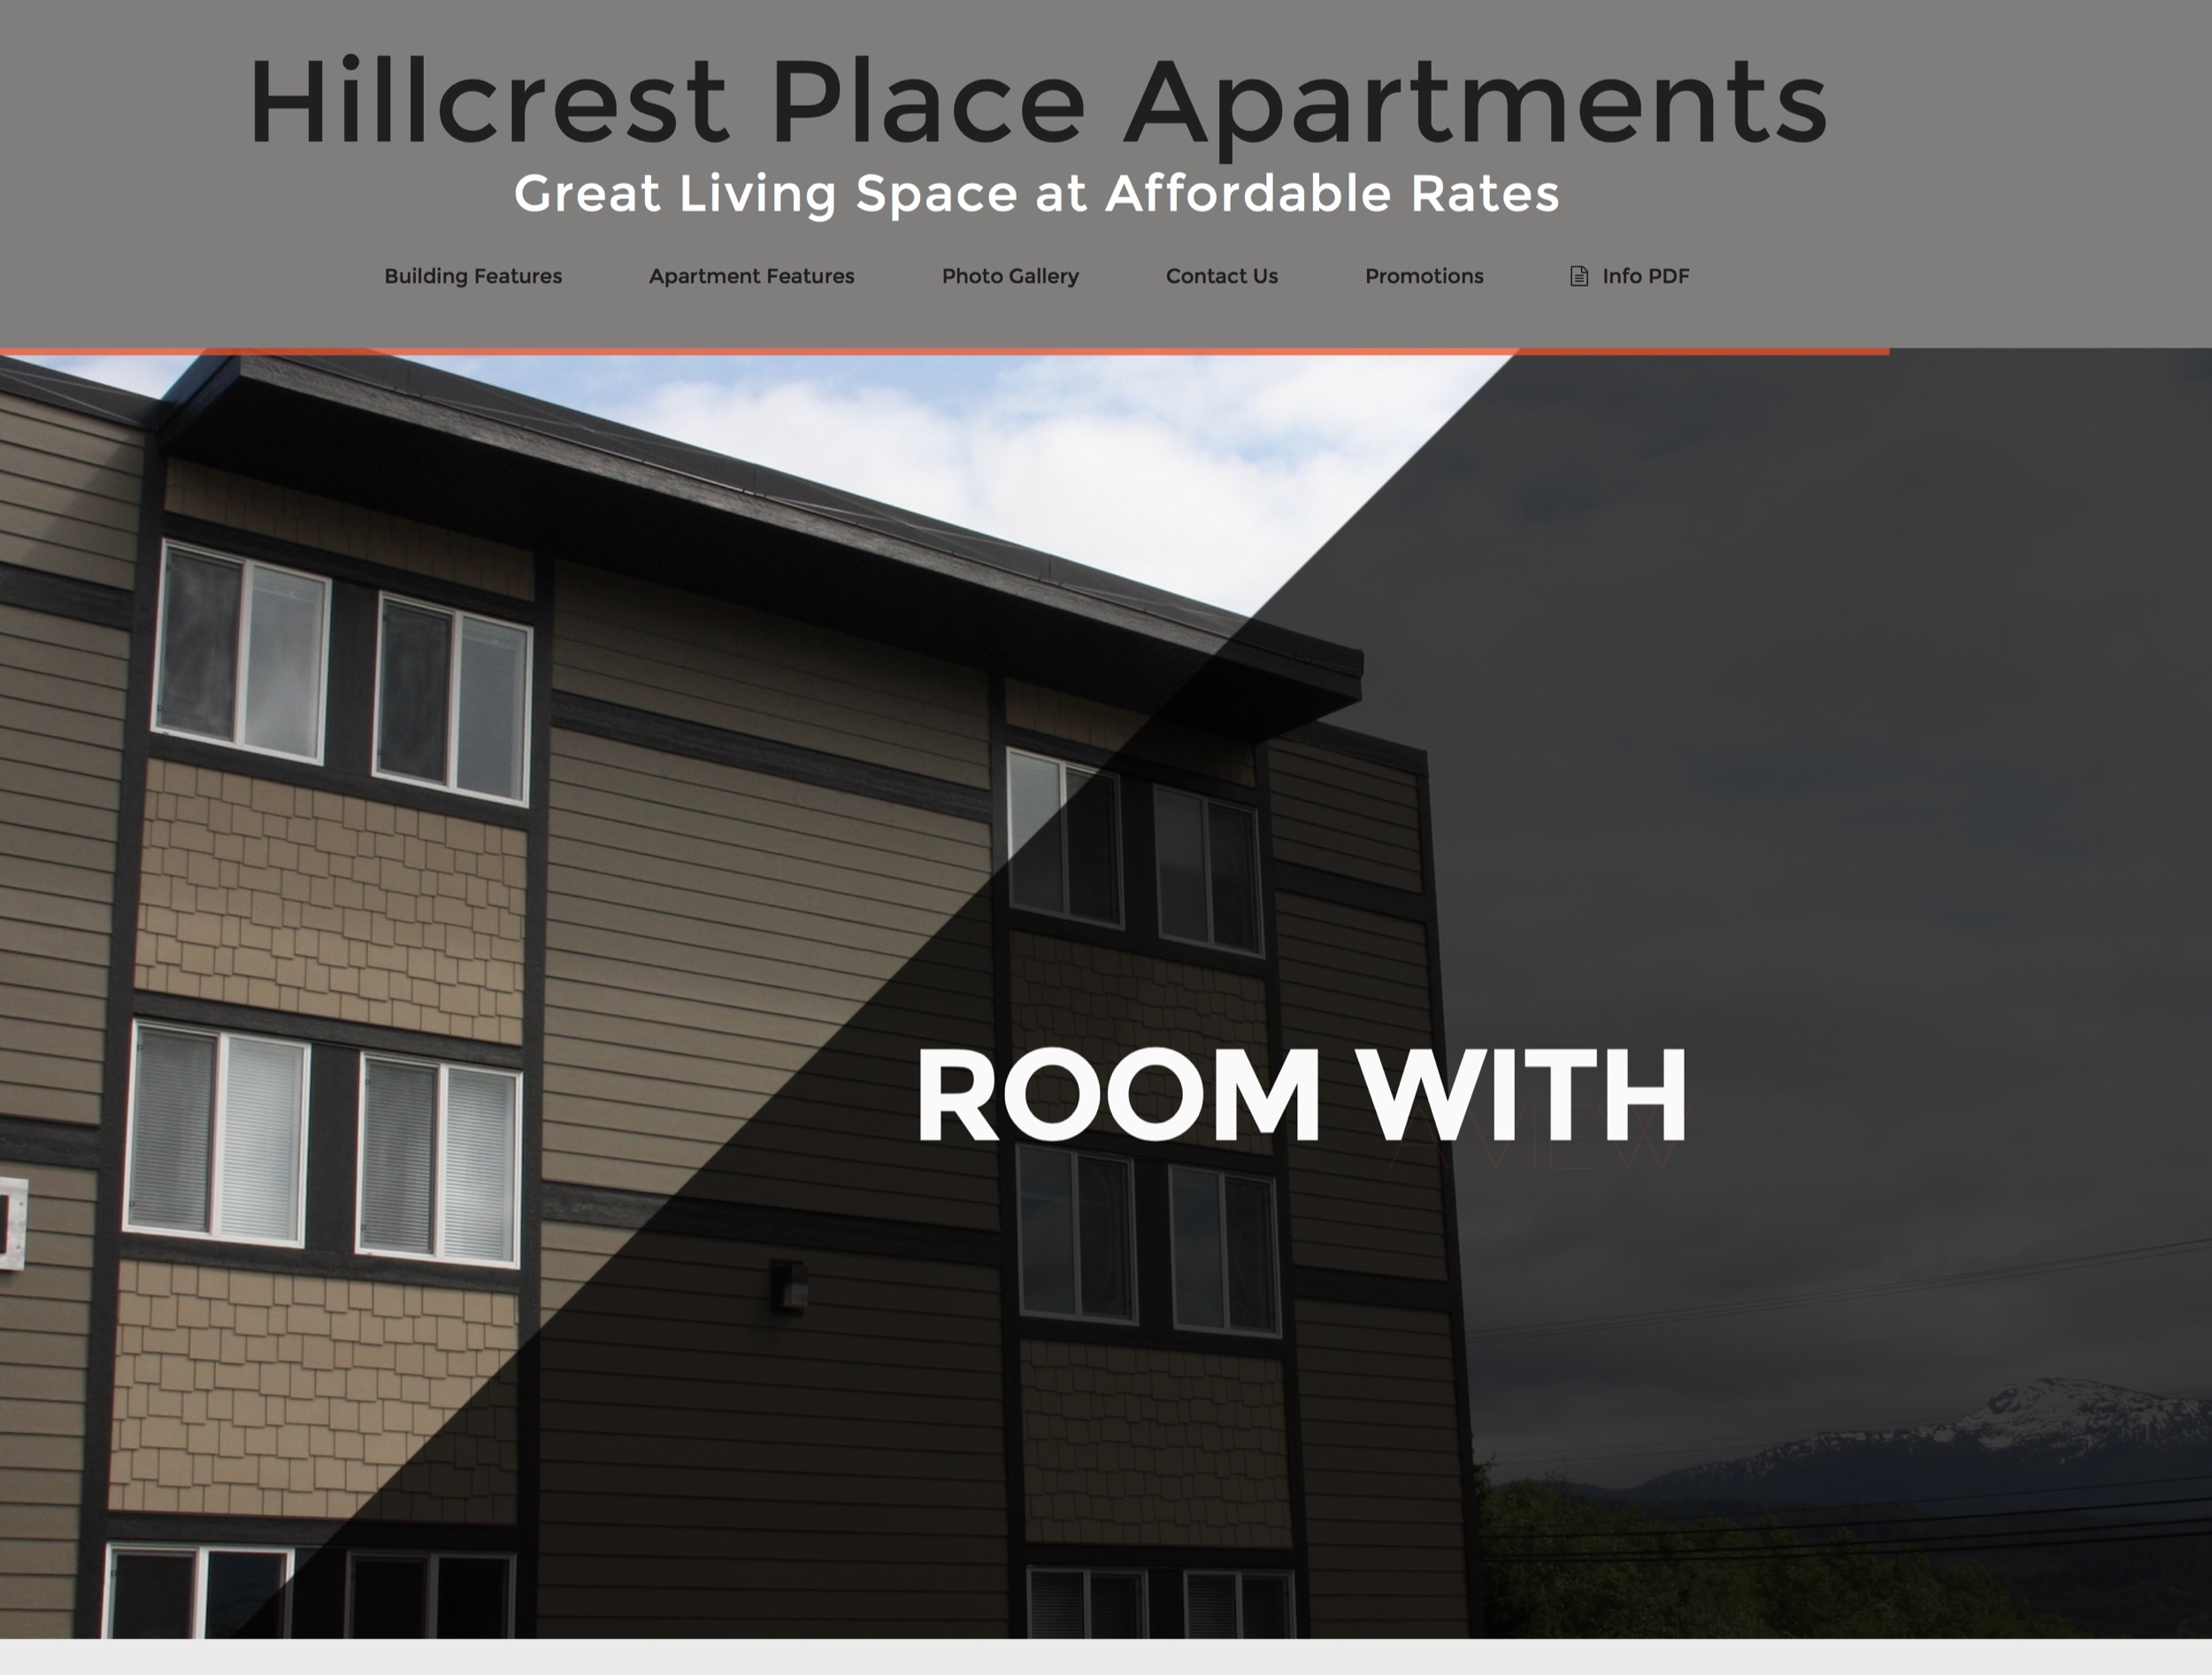 Hillcrest Place Apartments
Great Living Space at Affordable Rates
Building Features Apartment Features Photo Gallery Contact Us Promotions Info PDF
ROOM WITH
A VIEW